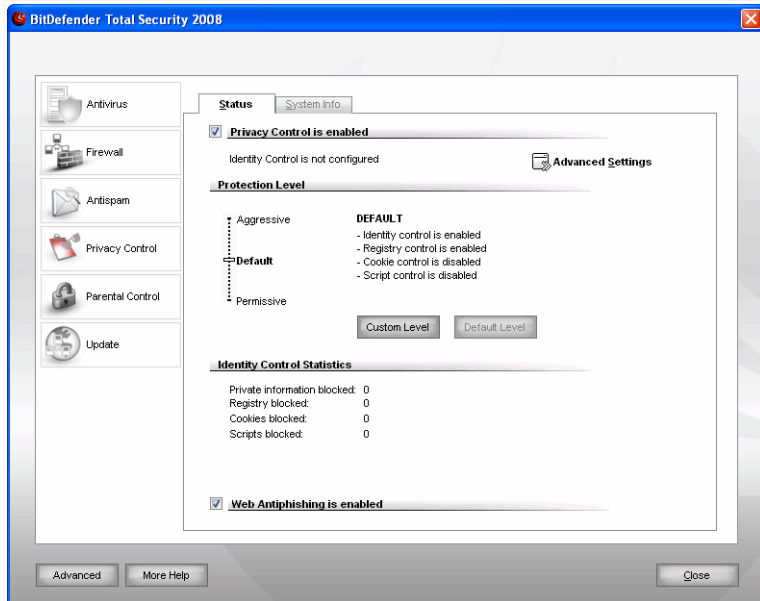 BitDefender Total Security 2008
Antivirus
Firewall
Antispam
Privacy Control
Parental Control
Update
Status System Info
Privacy Control is enabled
Identity Control is not configured
Advanced Settings
Protection Level
Aggressive
Default
Permissive
DEFAULT
- Identity control is enabled
- Registry control is enabled
- Cookie control is disabled
- Script control is disabled
Custom Level Default Level
Identity Control Statistics
Private information blocked: 0
Registry blocked: 0
Cookies blocked: 0
Scripts blocked: 0
Web Antiphishing is enabled
Advanced More Help Close